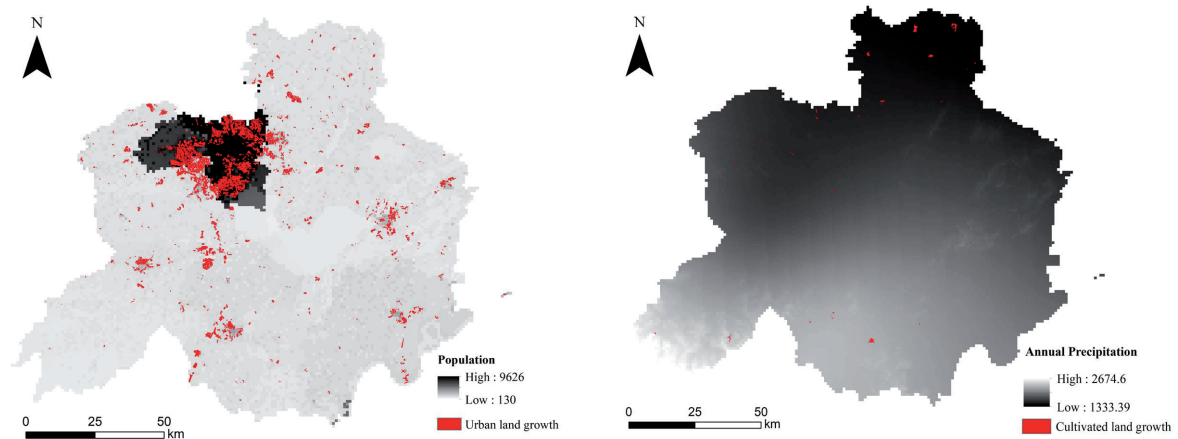 N
Population
High : 9626
Low : 130
Urban land growth
0 25 50
km
N
Annual Precipitation
High : 2674.6
Low : 1333.39
Cultivated land growth
0 25 50
km